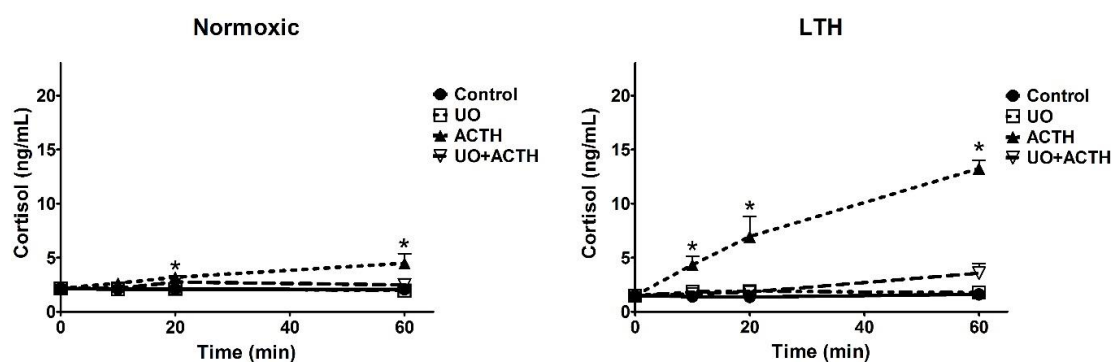 Normoxic
Cortisol (ng/mL)
20
15
10
5
0
*
*
0
20
40
60
Time (min)
Control
UO
ACTH
UO+ACTH
LTH
Cortisol (ng/mL)
20
15
10
5
0
*
*
*
0
20
40
60
Time (min)
Control
UO
ACTH
UO+ACTH